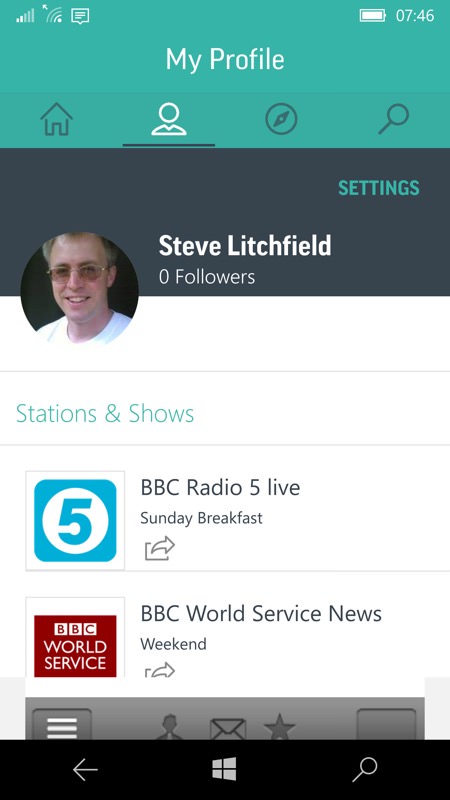 07:46
My Profile
SETTINGS
Steve Litchfield
0 Followers
Stations & Shows
5
BBC Radio 5 live
Sunday Breakfast
BBC
WORLD
SERVICE
BBC World Service News
Weekend